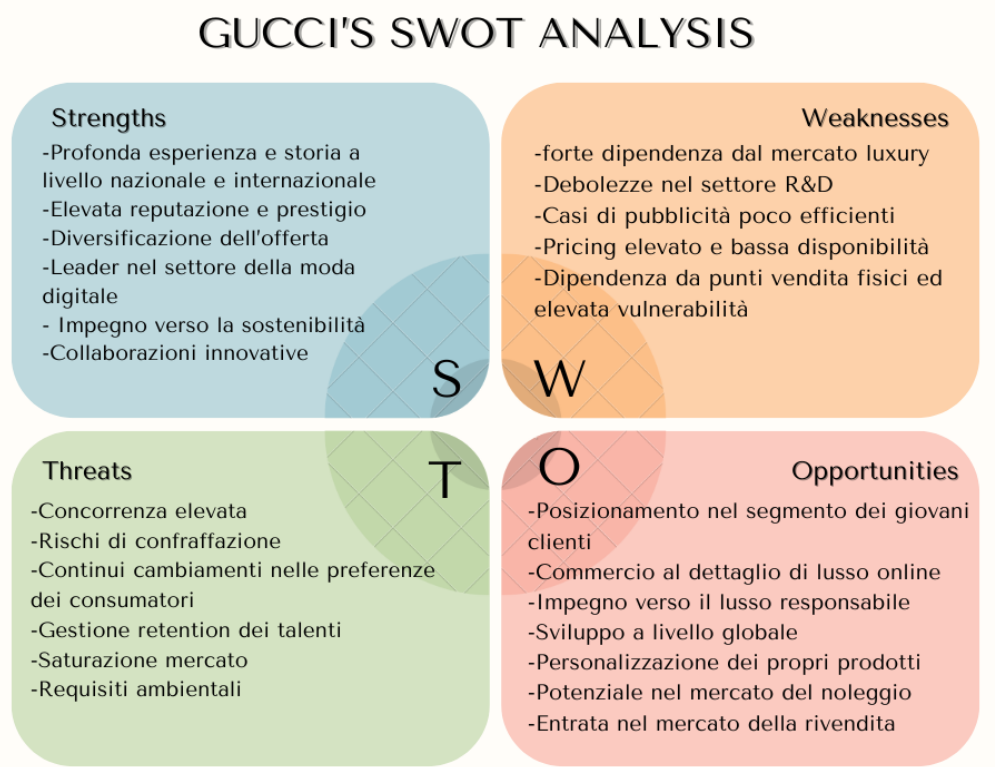 GUCCI'S SWOT ANALYSIS
Strengths
-Profonda esperienza e storia a
livello nazionale e internazionale
-Elevata reputazione e prestigio
-Diversificazione dell'offerta
-Leader nel settore della moda
digitale
- Impegno verso la sostenibilità
-Collaborazioni innovative
S
Weaknesses
-forte dipendenza dal mercato luxury
-Debolezze nel settore R&D
-Casi di pubblicità poco efficienti
-Pricing elevato e bassa disponibilità
-Dipendenza da punti vendita fisici ed
elevata vulnerabilità
W
Threats
T
-Concorrenza elevata
-Rischi di confraffazione
-Continui cambiamenti nelle preferenze
dei consumatori
-Gestione retention dei talenti
-Saturazione mercato
-Requisiti ambientali
O
Opportunities
-Posizionamento nel segmento dei giovani
clienti
-Commercio al dettaglio di lusso online
-Impegno verso il lusso responsabile
-Sviluppo a livello globale
-Personalizzazione dei propri prodotti
-Potenziale nel mercato del noleggio
-Entrata nel mercato della rivendita